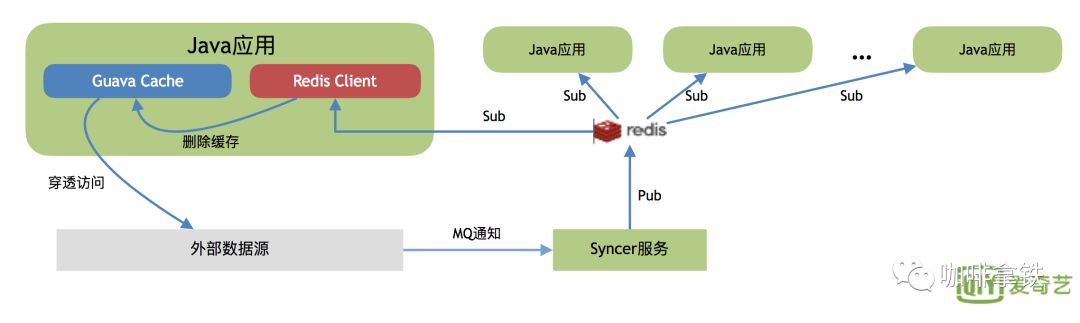 Java应用
Guava Cache
Redis Client
删除缓存
穿透访问
Java应用
Java应用
...
Java应用
Sub
Sub
Sub
Sub
redis
Pub
外部数据源
MQ通知
Syncer服务
咖啡拿铁
QIY
爱奇艺